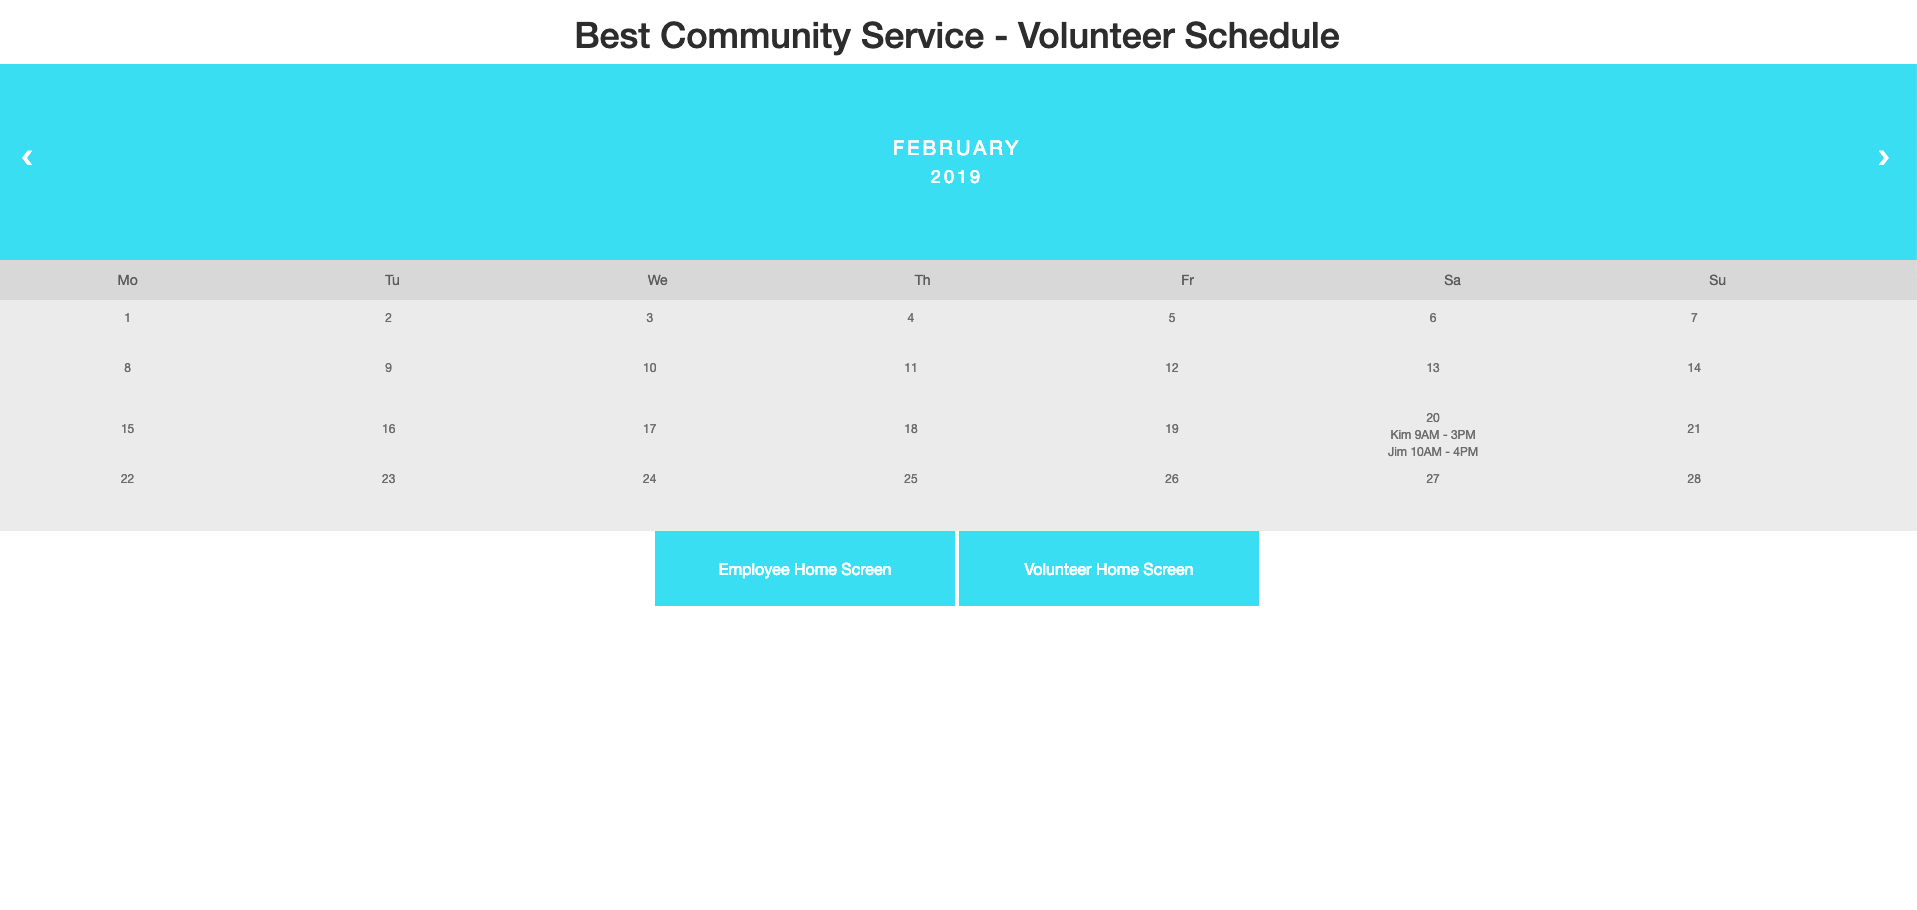 Best Community Service - Volunteer Schedule
‹
FEBRUARY
2019
›
Mo Tu We Th Fr Sa Su
1 2 3 4 5 6 7
8 9 10 11 12 13 14
15 16 17 18 19 20 21
Kim 9AM - 3PM
Jim 10AM - 4PM
22 23 24 25 26 27 28
Employee Home Screen Volunteer Home Screen